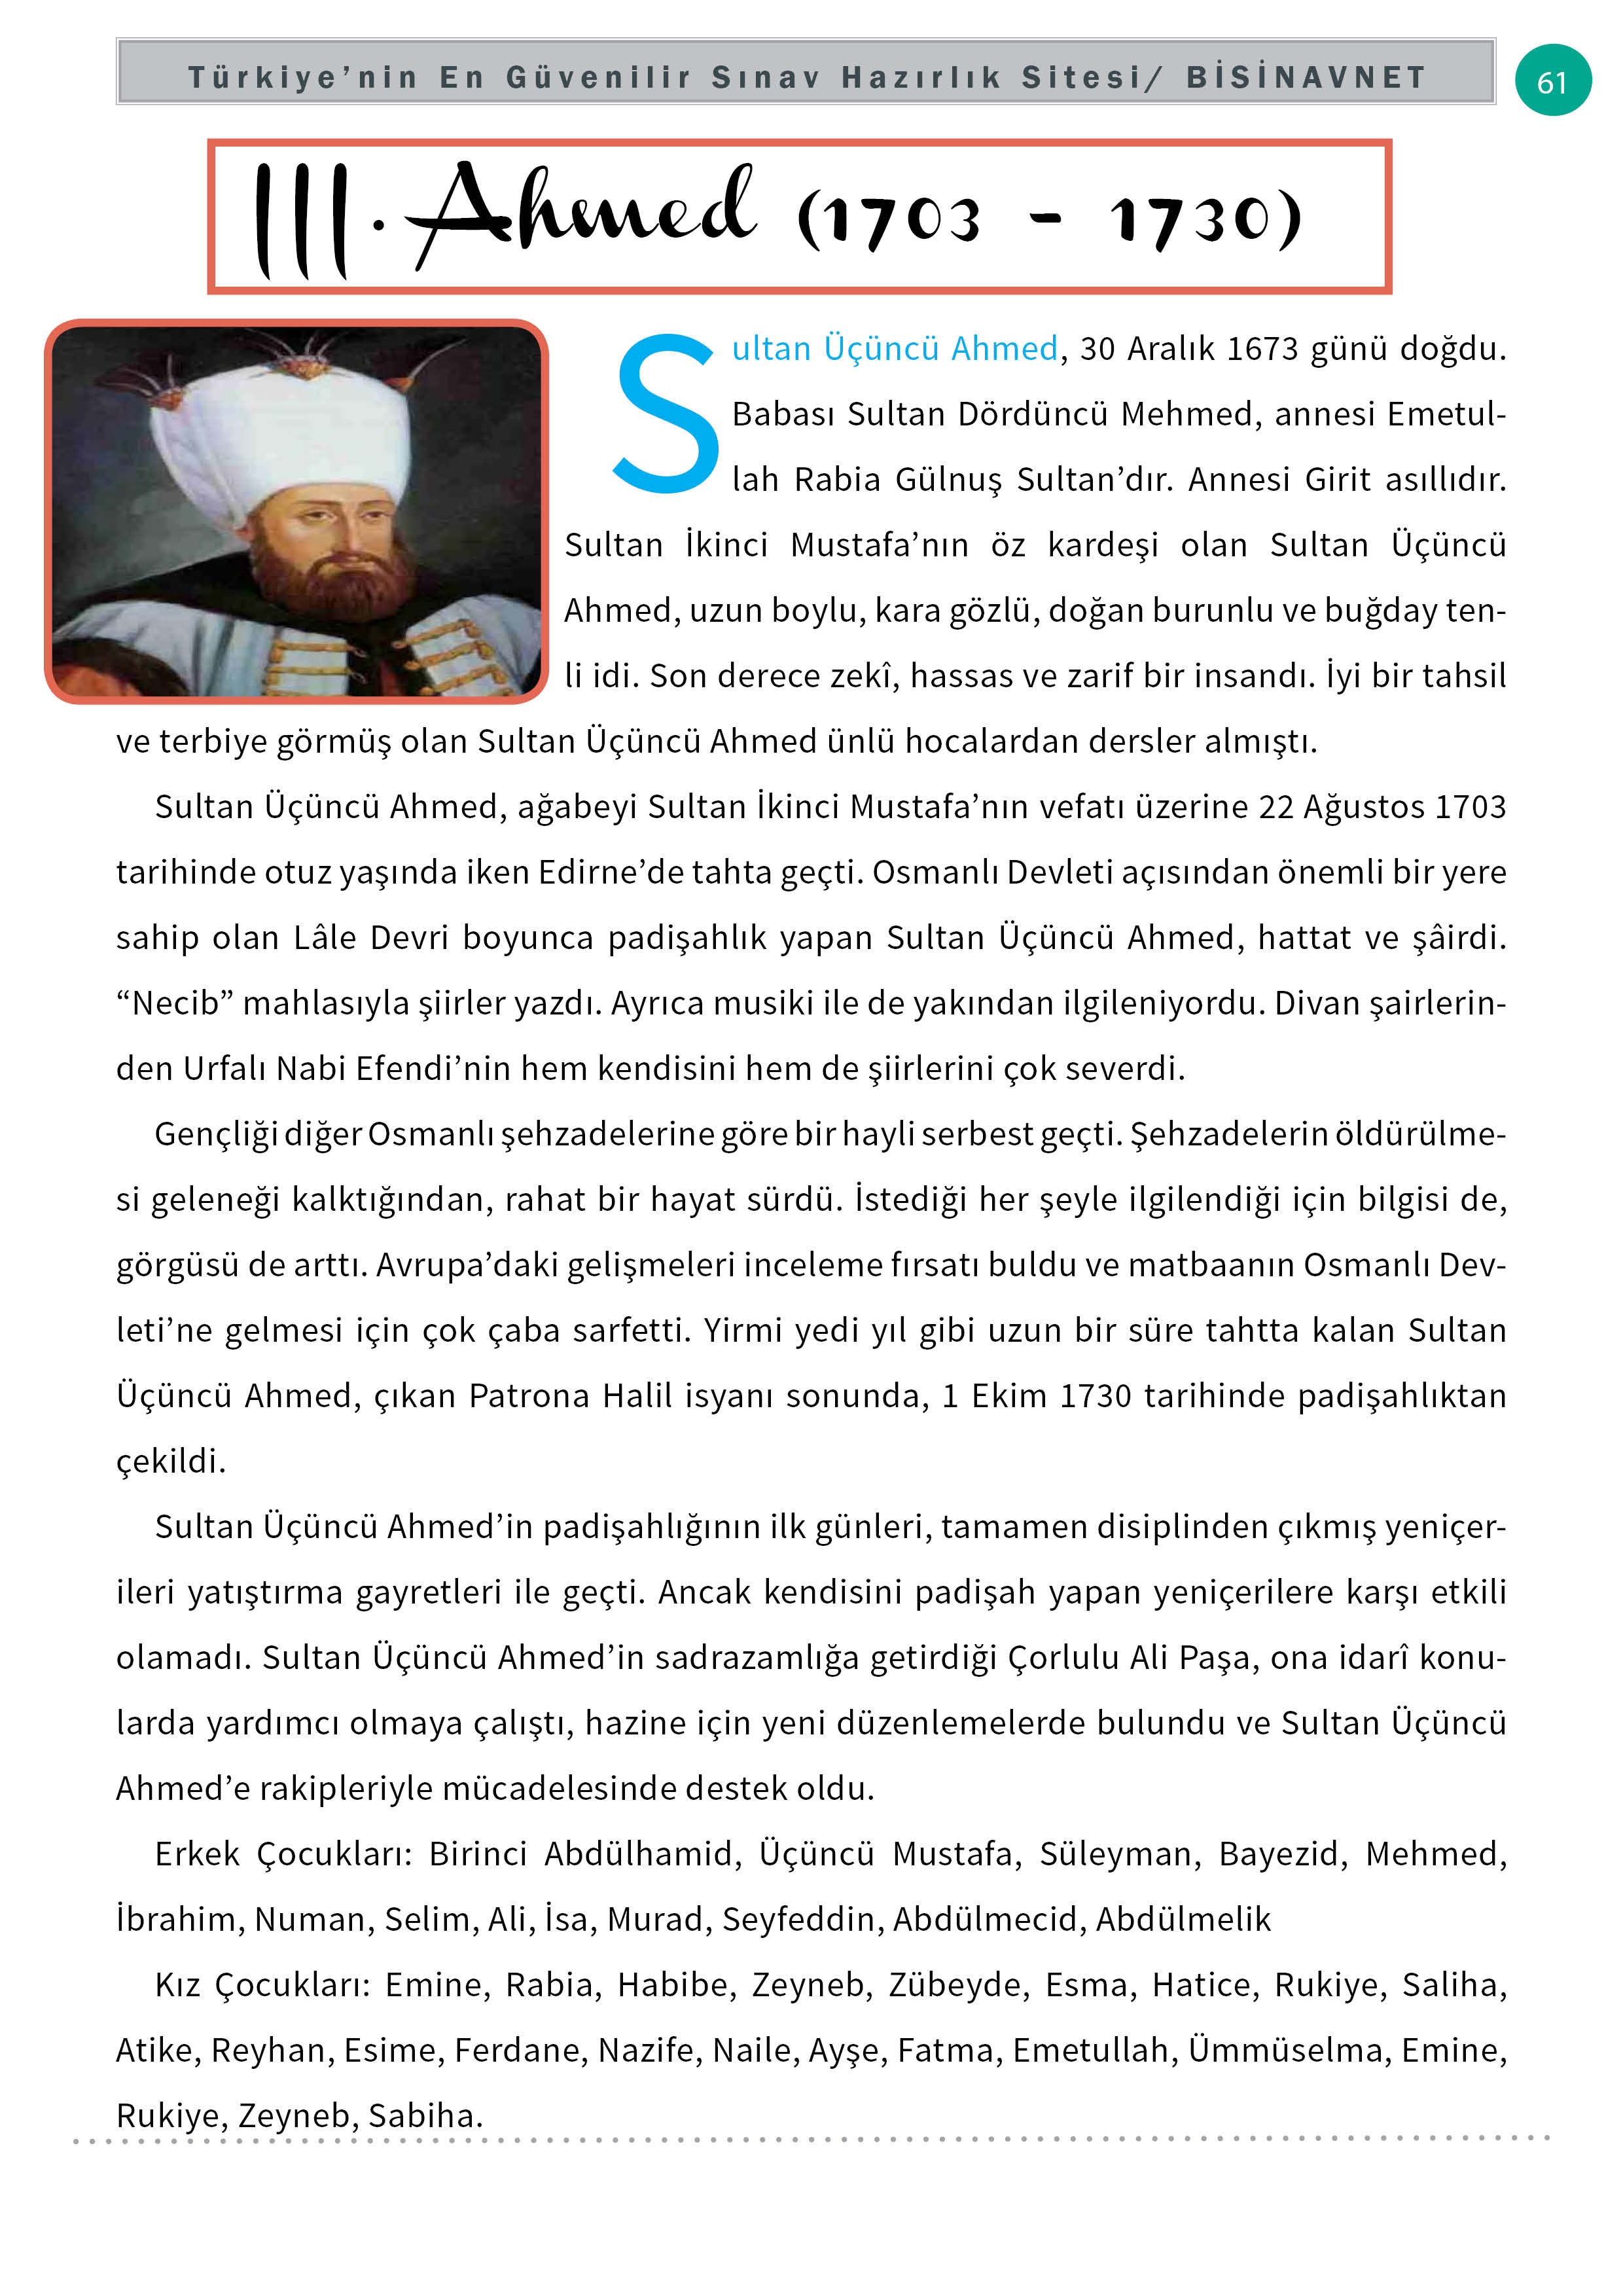 Türkiye’nin En Güvenilir Sınav Hazırlık Sitesi/ BİSİNAVNET
61
III. Ahmed (1703 - 1730)
Sultan Üçüncü Ahmed, 30 Aralık 1673 günü doğdu.
Babası Sultan Dördüncü Mehmed, annesi Emetul-
lah Rabia Gülnuş Sultan’dır. Annesi Girit asıllıdır.
Sultan İkinci Mustafa’nın öz kardeşi olan Sultan Üçüncü
Ahmed, uzun boylu, kara gözlü, doğan burunlu ve buğday ten-
li idi. Son derece zekî, hassas ve zarif bir insandı. İyi bir tahsil
ve terbiye görmüş olan Sultan Üçüncü Ahmed ünlü hocalardan dersler almıştı.
Sultan Üçüncü Ahmed, ağabeyi Sultan İkinci Mustafa’nın vefatı üzerine 22 Ağustos 1703
tarihinde otuz yaşında iken Edirne’de tahta geçti. Osmanlı Devleti açısından önemli bir yere
sahip olan Lâle Devri boyunca padişahlık yapan Sultan Üçüncü Ahmed, hattat ve şâirdi.
“Necib” mahlasıyla şiirler yazdı. Ayrıca musiki ile de yakından ilgileniyordu. Divan şairlerin-
den Urfalı Nabi Efendi’nin hem kendisini hem de şiirlerini çok severdi.
Gençliği diğer Osmanlı şehzadelerine göre bir hayli serbest geçti. Şehzadelerin öldürülme-
si geleneği kalktığından, rahat bir hayat sürdü. İstediği her şeyle ilgilendiği için bilgisi de,
görgüsü de arttı. Avrupa’daki gelişmeleri inceleme fırsatı buldu ve matbaanın Osmanlı Dev-
leti’ne gelmesi için çok çaba sarfetti. Yirmi yedi yıl gibi uzun bir süre tahtta kalan Sultan
Üçüncü Ahmed, çıkan Patrona Halil isyanı sonunda, 1 Ekim 1730 tarihinde padişahlıktan
çekildi.
Sultan Üçüncü Ahmed’in padişahlığının ilk günleri, tamamen disiplinden çıkmış yeniçer-
ileri yatıştırma gayretleri ile geçti. Ancak kendisini padişah yapan yeniçerilere karşı etkili
olamadı. Sultan Üçüncü Ahmed’in sadrazamlığa getirdiği Çorlulu Ali Paşa, ona idarî konu-
larda yardımcı olmaya çalıştı, hazine için yeni düzenlemelerde bulundu ve Sultan Üçüncü
Ahmed’e rakipleriyle mücadelesinde destek oldu.
Erkek Çocukları: Birinci Abdülhamid, Üçüncü Mustafa, Süleyman, Bayezid, Mehmed,
İbrahim, Numan, Selim, Ali, İsa, Murad, Seyfeddin, Abdülmecid, Abdülmelik
Kız Çocukları: Emine, Rabia, Habibe, Zeyneb, Zübeyde, Esma, Hatice, Rukiye, Saliha,
Atike, Reyhan, Esime, Ferdane, Nazife, Naile, Ayşe, Fatma, Emetullah, Ümmüselma, Emine,
Rukiye, Zeyneb, Sabiha.